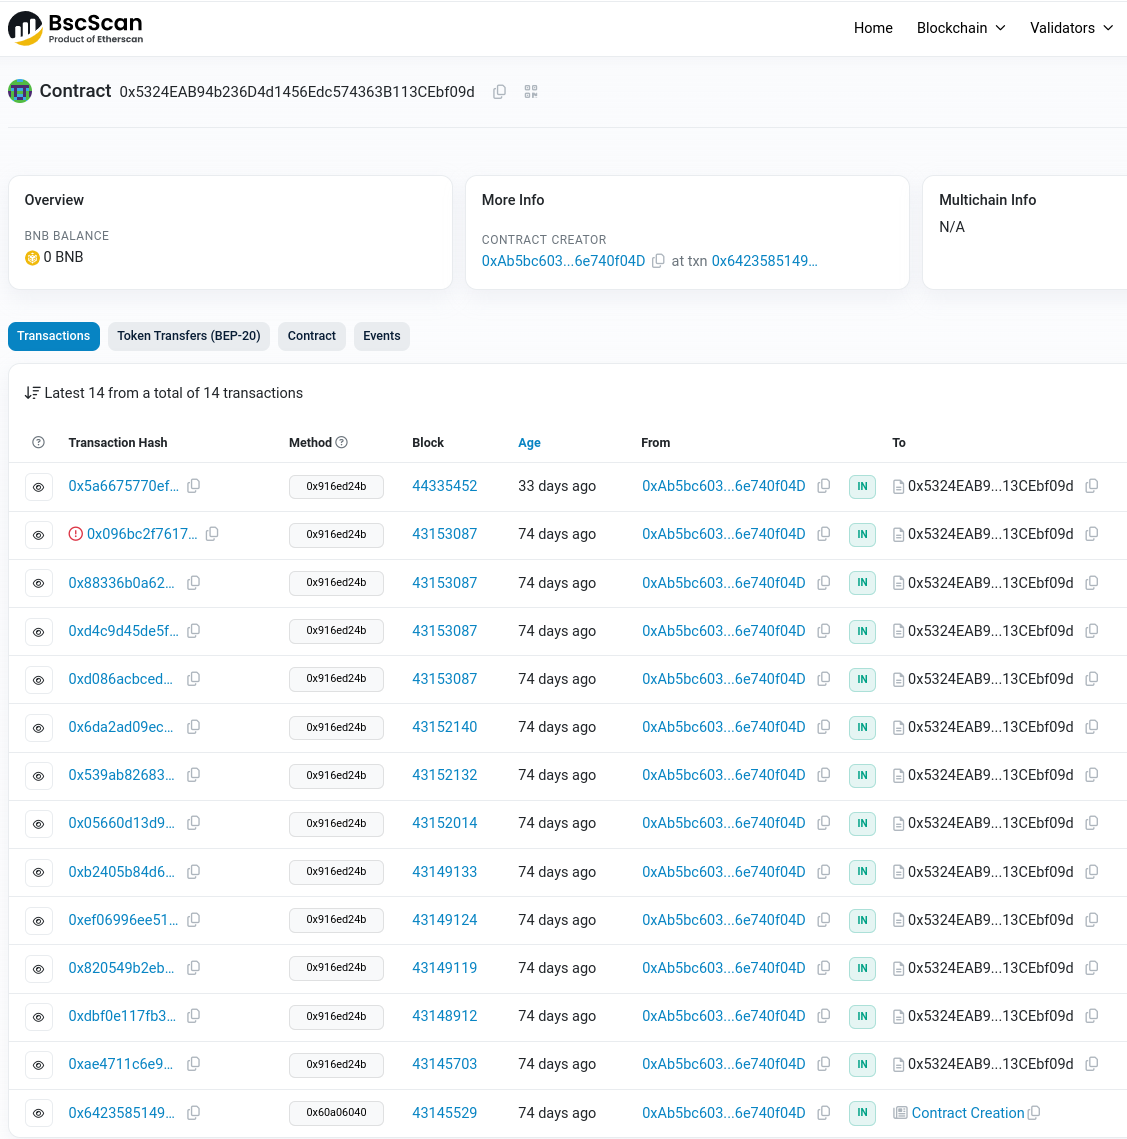 BscScan
Product of Etherscan
Home Blockchain Validators
Contract 0x5324EAB94b236D4d1456Edc574363B113CEbf09d
Overview
BNB BALANCE
0 BNB
More Info
CONTRACT CREATOR
0xAb5bc603...6e740f04D at txn 0x6423585149...
Multichain Info
N/A
Transactions Token Transfers (BEP-20) Contract Events
Latest 14 from a total of 14 transactions
Transaction Hash Method Block Age From To
0x5a6675770ef... 0x916ed24b 44335452 33 days ago 0xAb5bc603...6e740f04D IN 0x5324EAB9...13CEbf09d
0x096bc2f7617... 0x916ed24b 43153087 74 days ago 0xAb5bc603...6e740f04D IN 0x5324EAB9...13CEbf09d
0x88336b0a62... 0x916ed24b 43153087 74 days ago 0xAb5bc603...6e740f04D IN 0x5324EAB9...13CEbf09d
0xd4c9d45de5f... 0x916ed24b 43153087 74 days ago 0xAb5bc603...6e740f04D IN 0x5324EAB9...13CEbf09d
0xd086acbced... 0x916ed24b 43153087 74 days ago 0xAb5bc603...6e740f04D IN 0x5324EAB9...13CEbf09d
0x6da2ad09ec... 0x916ed24b 43152140 74 days ago 0xAb5bc603...6e740f04D IN 0x5324EAB9...13CEbf09d
0x539ab82683... 0x916ed24b 43152132 74 days ago 0xAb5bc603...6e740f04D IN 0x5324EAB9...13CEbf09d
0x05660d13d9... 0x916ed24b 43152014 74 days ago 0xAb5bc603...6e740f04D IN 0x5324EAB9...13CEbf09d
0xb2405b84d6... 0x916ed24b 43149133 74 days ago 0xAb5bc603...6e740f04D IN 0x5324EAB9...13CEbf09d
0xef06996ee51... 0x916ed24b 43149124 74 days ago 0xAb5bc603...6e740f04D IN 0x5324EAB9...13CEbf09d
0x820549b2eb... 0x916ed24b 43149119 74 days ago 0xAb5bc603...6e740f04D IN 0x5324EAB9...13CEbf09d
0xdbf0e117fb3... 0x916ed24b 43148912 74 days ago 0xAb5bc603...6e740f04D IN 0x5324EAB9...13CEbf09d
0xae4711c6e9... 0x916ed24b 43145703 74 days ago 0xAb5bc603...6e740f04D IN 0x5324EAB9...13CEbf09d
0x6423585149... 0x60a06040 43145529 74 days ago 0xAb5bc603...6e740f04D IN Contract Creation